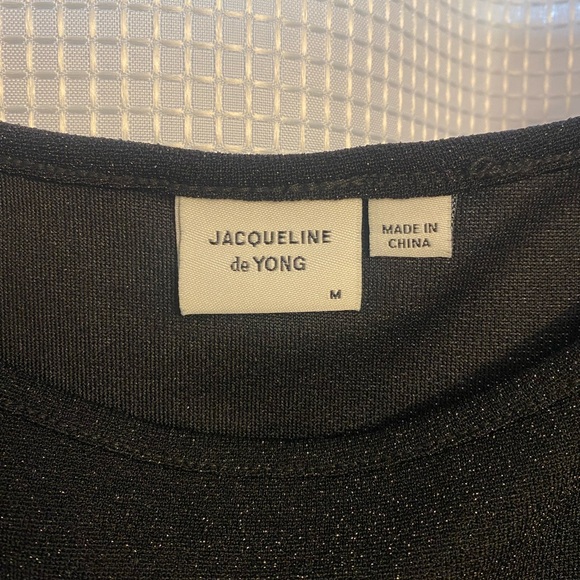 JACQUELINE
de YONG
M
MADE IN
CHINA